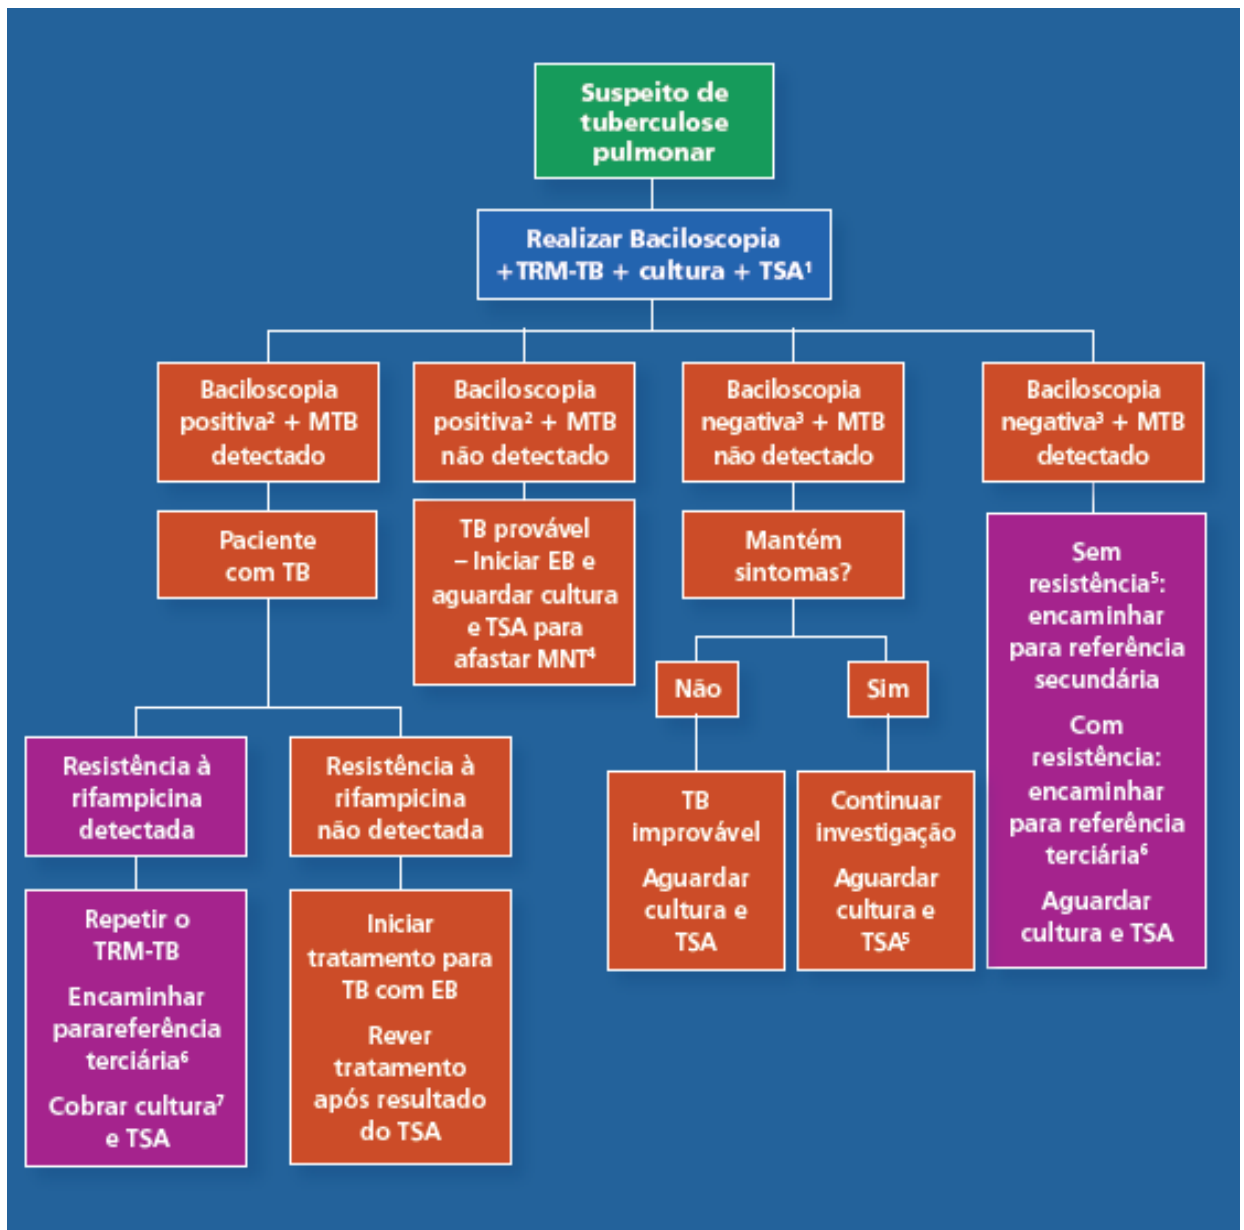 Suspeito de
tuberculose
pulmonar
Realizar Baciloscopia
+TRM-TB + cultura + TSA¹
Baciloscopia
positiva² + MTB
detectado
Baciloscopia
positiva² + MTB
não detectado
Baciloscopia
negativa³ + MTB
não detectado
Baciloscopia
negativa³ + MTB
detectado
Paciente
com TB
TB provável
– Iniciar EB e
aguardar cultura
e TSA para
afastar MNT⁴
Mantém
sintomas?
Não
Sim
Sem
resistência⁵:
encaminhar
para referência
secundária
Com
resistência:
encaminhar
para referência
terciária⁶
Aguardar
cultura e TSA
Resistência à
rifampicina
detectada
Resistência à
rifampicina
não detectada
TB
improvável
Aguardar
cultura e
TSA
Continuar
investigação
Aguardar
cultura e
TSA⁵
Repetir o
TRM-TB
Encaminhar
parareferência
terciária⁶
Cobrar cultura⁷
e TSA
Iniciar
tratamento para
TB com EB
Rever
tratamento
após resultado
do TSA